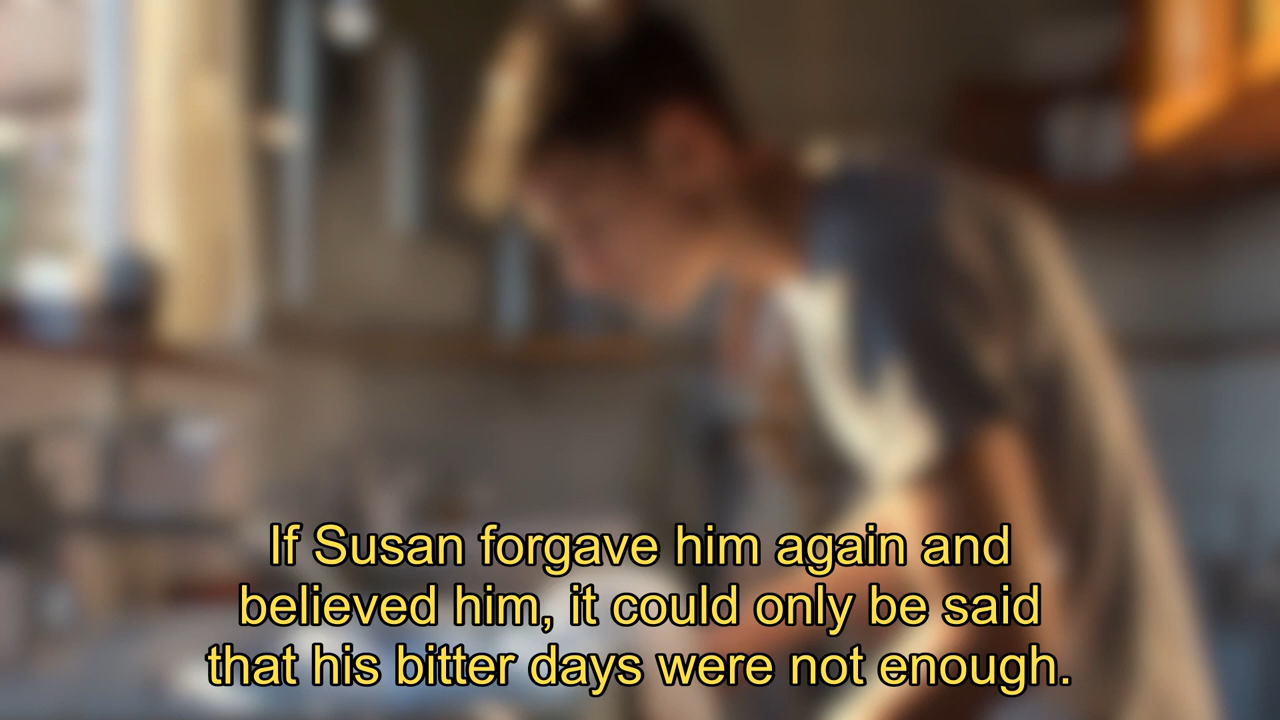 If Susan forgave him again and
believed him, it could only be said
that his bitter days were not enough.